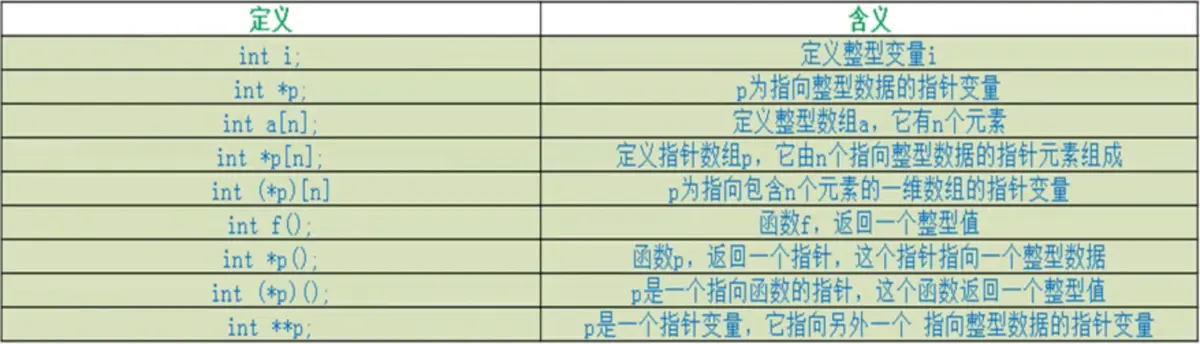 定义 含义
int i; 定义整型变量i
int *p; p为指向整型数据的指针变量
int a[n]; 定义整型数组a，它有n个元素
int *p[n]; 定义指针数组p，它由n个指向整型数据的指针元素组成
int (*p)[n] p为指向包含n个元素的一维数组的指针变量
int f(); 函数f，返回一个整型值
int *p(); 函数p，返回一个指针，这个指针指向一个整型数据
int (*p)(); p是一个指向函数的指针，这个函数返回一个整型值
int **p; p是一个指针变量，它指向另外一个 指向整型数据的指针变量